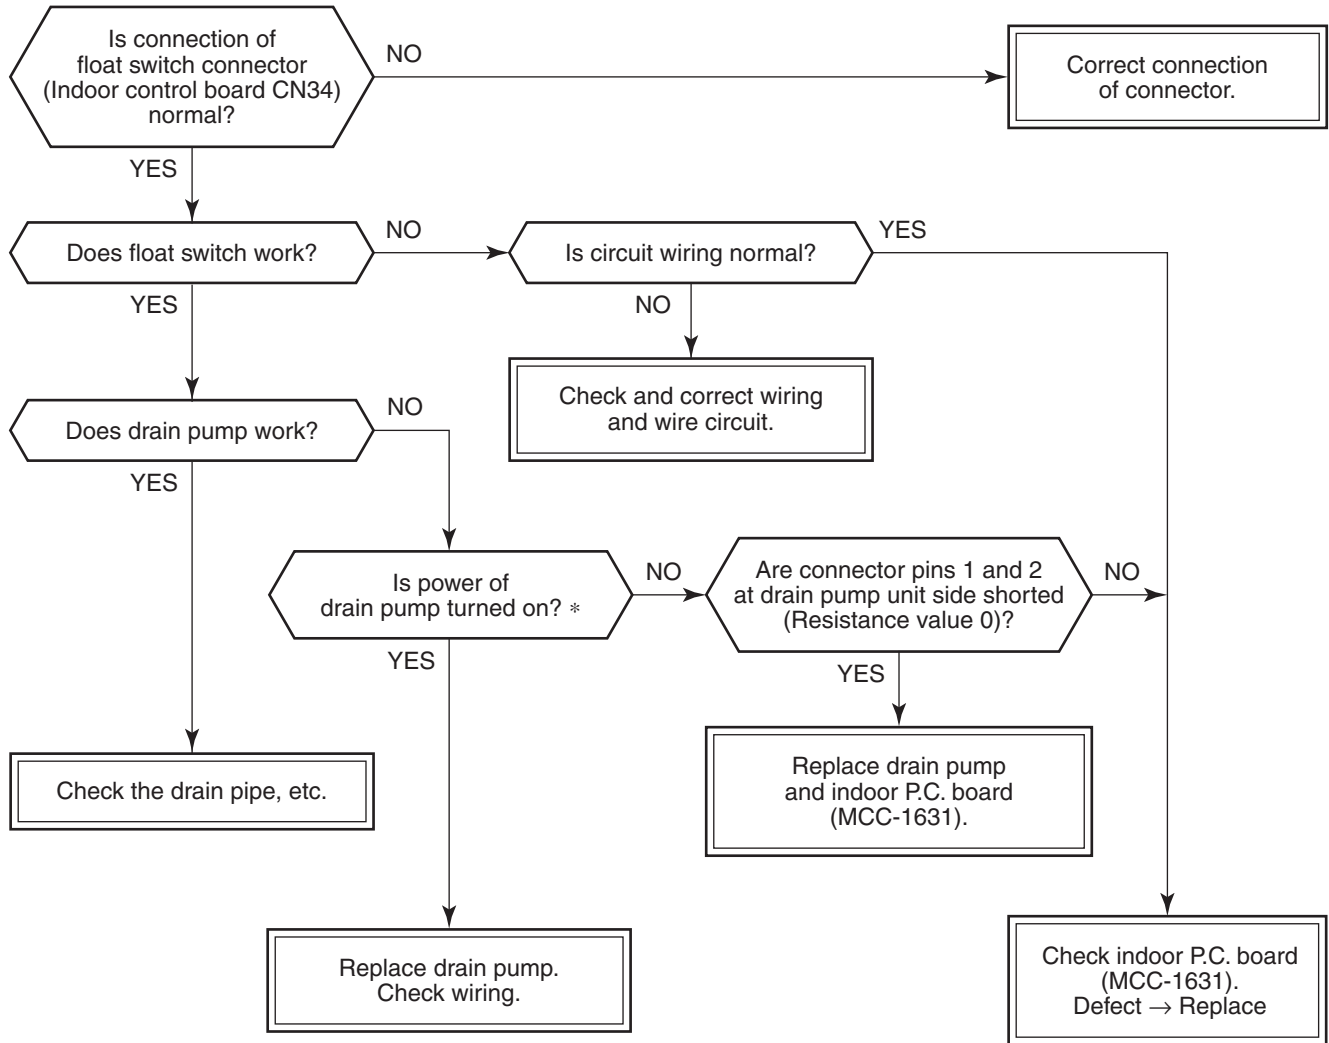 Is connection of
float switch connector
(Indoor control board CN34)
normal?
NO
Correct connection
of connector.
YES
Does float switch work?
NO
Is circuit wiring normal?
YES
YES
NO
Check and correct wiring
and wire circuit.
Does drain pump work?
NO
YES
Is power of
drain pump turned on? *
NO
Are connector pins 1 and 2
at drain pump unit side shorted
(Resistance value 0)?
NO
YES
YES
Check the drain pipe, etc.
Replace drain pump
and indoor P.C. board
(MCC-1631).
Replace drain pump.
Check wiring.
Check indoor P.C. board
(MCC-1631).
Defect → Replace